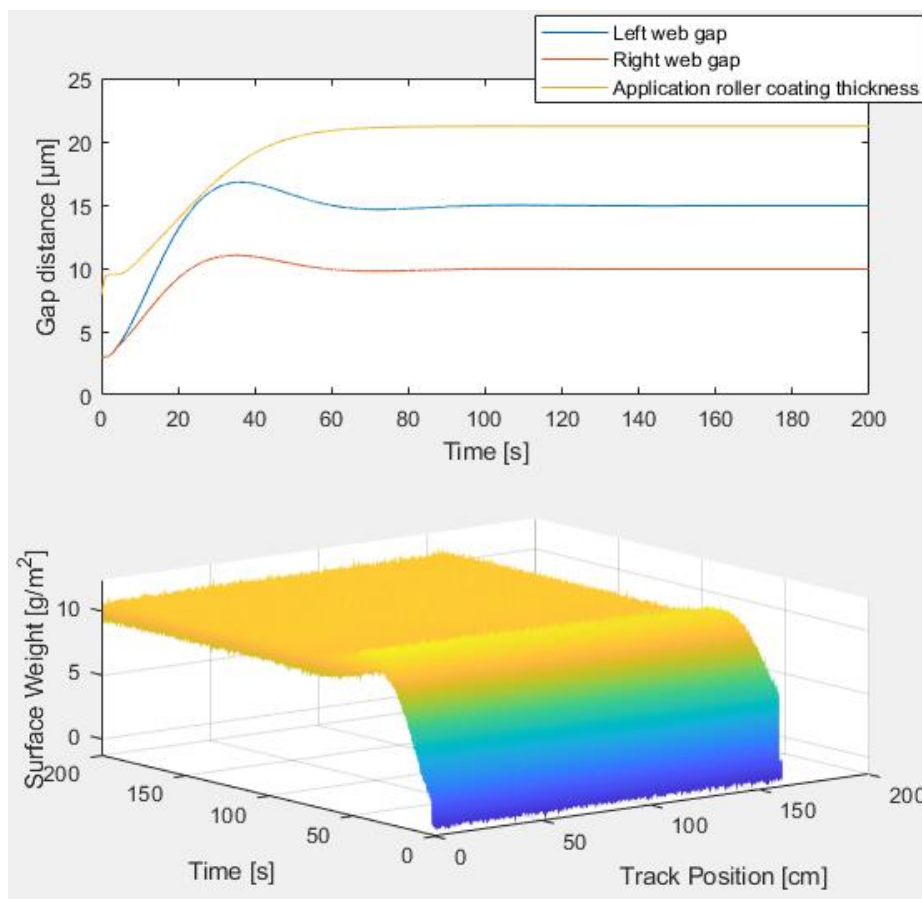 Left web gap
Right web gap
Application roller coating thickness
25
20
15
10
5
0
Gap distance [µm]
0 20 40 60 80 100 120 140 160 180 200
Time [s]
Surface Weight [g/m²]
10
5
0
200
150
100
50
0
Time [s]
0
50
100
150
200
Track Position [cm]